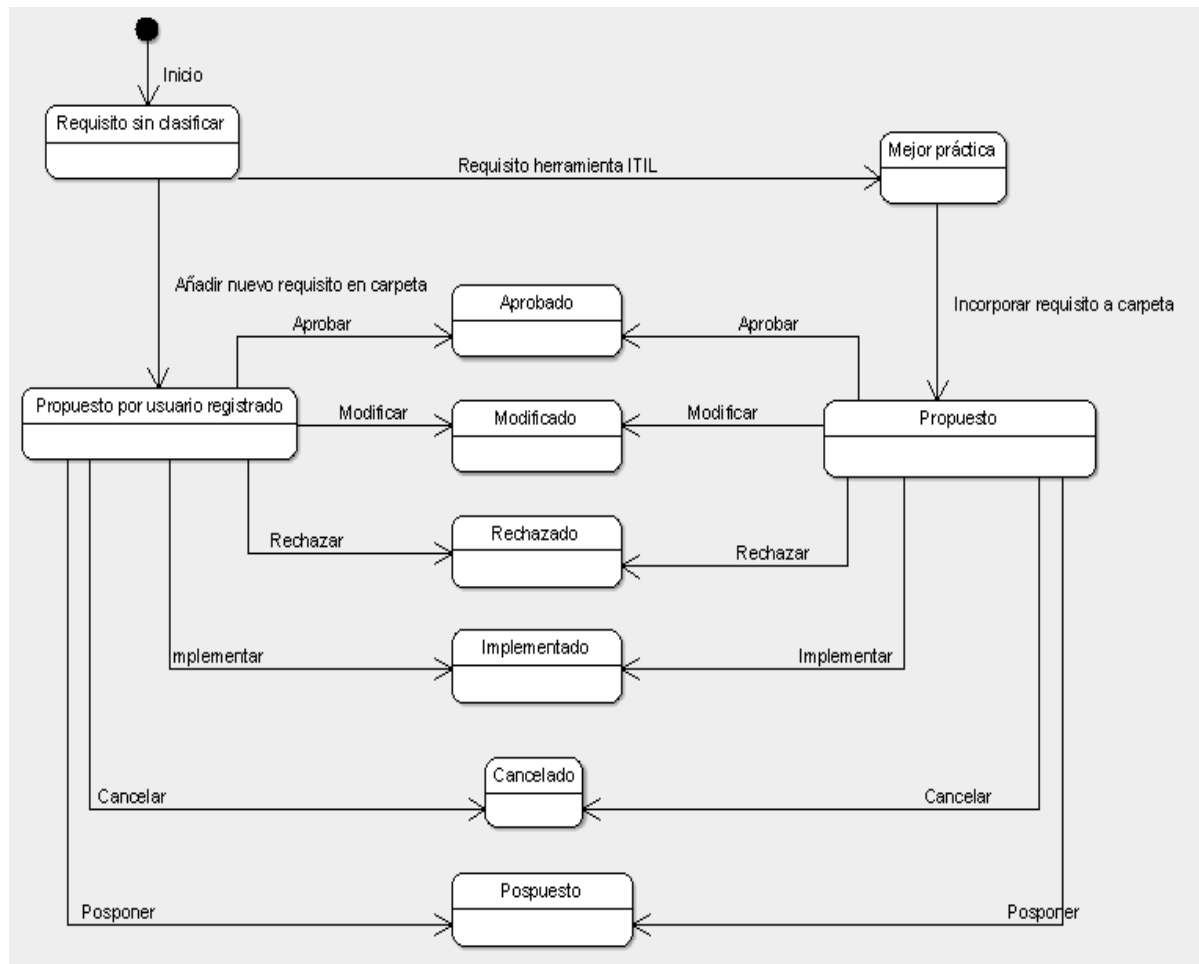 Inicio
Requisito sin clasificar
Mejor práctica
Requisito herramienta ITIL
Añadir nuevo requisito en carpeta
Aprobado
Incorporar requisito a carpeta
Aprobar
Aprobar
Propuesto por usuario registrado
Modificar
Modificado
Modificar
Propuesto
Rechazar
Rechazado
Rechazar
mplementar
Implementado
Implementar
Cancelado
Cancelar
Cancelar
Pospuesto
Posponer
Posponer